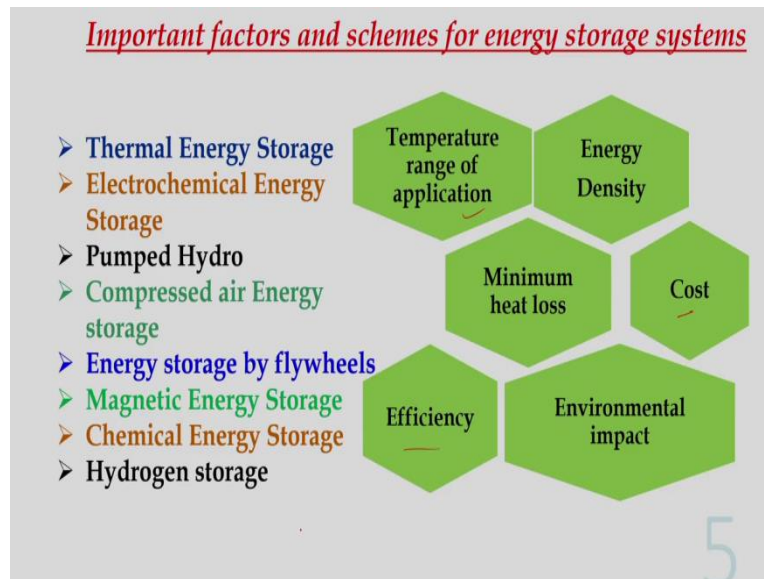 Important factors and schemes for energy storage systems
➢ Thermal Energy Storage
➢ Electrochemical Energy
Storage
➢ Pumped Hydro
➢ Compressed air Energy
storage
➢ Energy storage by flywheels
➢ Magnetic Energy Storage
➢ Chemical Energy Storage
➢ Hydrogen storage
Temperature
range of
application
Energy
Density
Minimum
heat loss
Cost
Efficiency
Environmental
impact
5